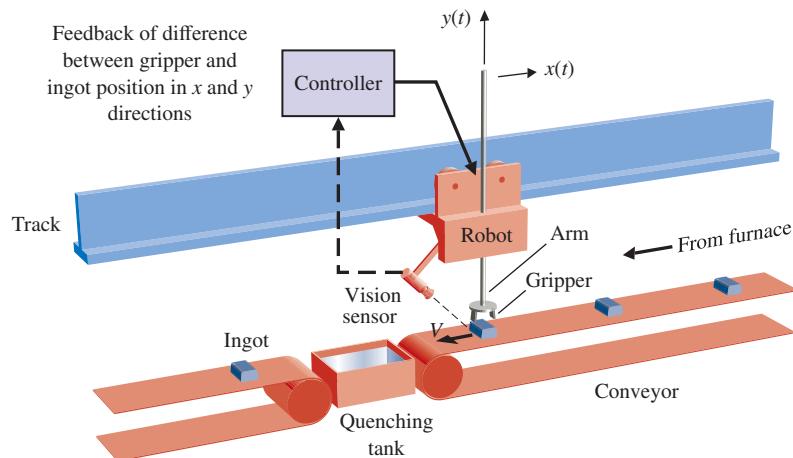 y(t)
Feedback of difference
between gripper and
ingot position in x and y
directions
Controller
x(t)
Track
Robot
Arm
From furnace
Gripper
Vision
sensor
V
Ingot
Conveyor
Quenching
tank